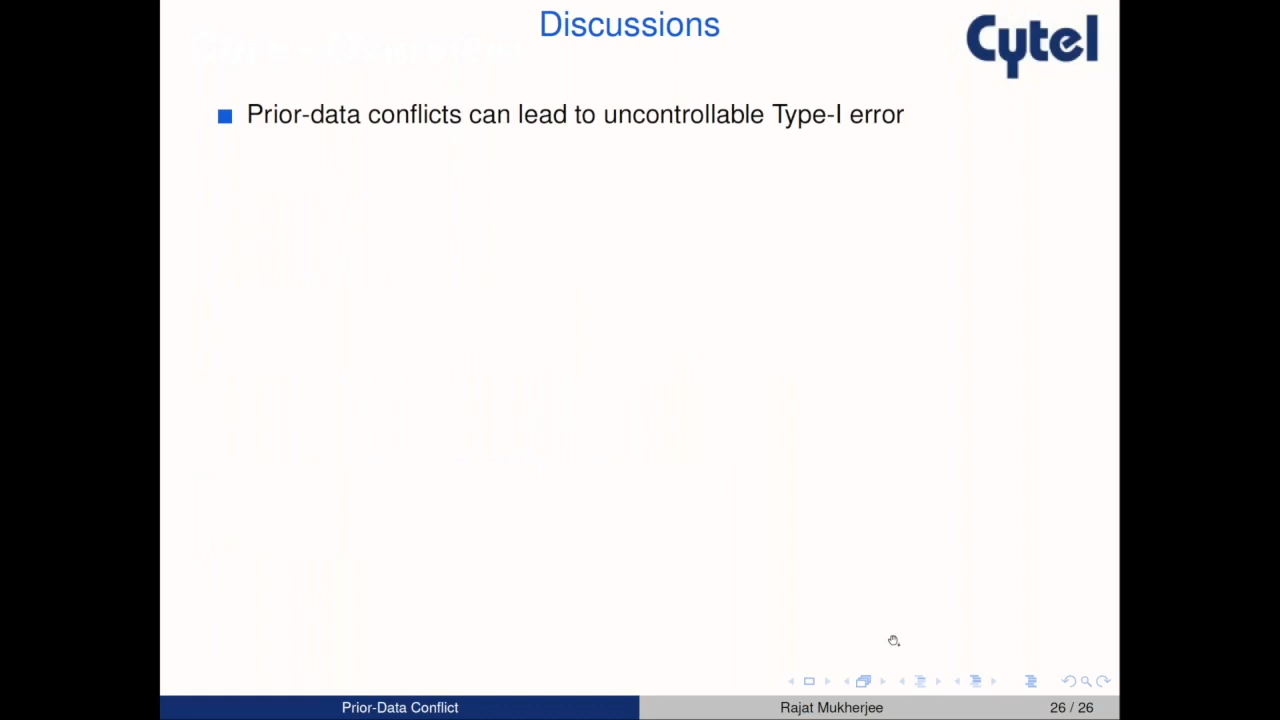 Discussions
Cytel
Prior-data conflicts can lead to uncontrollable Type-I error
Prior-Data Conflict
Rajat Mukherjee
26 / 26